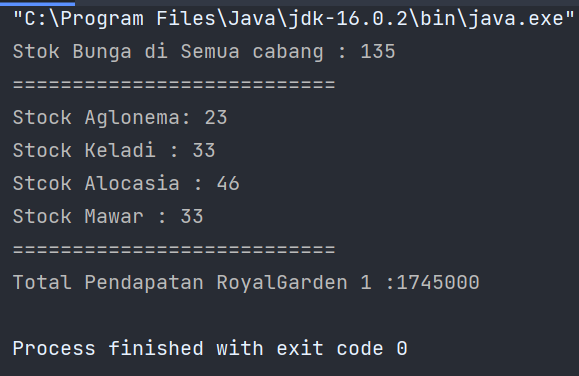 "C:\Program Files\Java\jdk-16.0.2\bin\java.exe"
Stok Bunga di Semua cabang : 135
===========================
Stock Aglonema: 23
Stock Keladi : 33
Stcok Alocasia : 46
Stock Mawar : 33
===========================
Total Pendapatan RoyalGarden 1 :1745000
Process finished with exit code 0